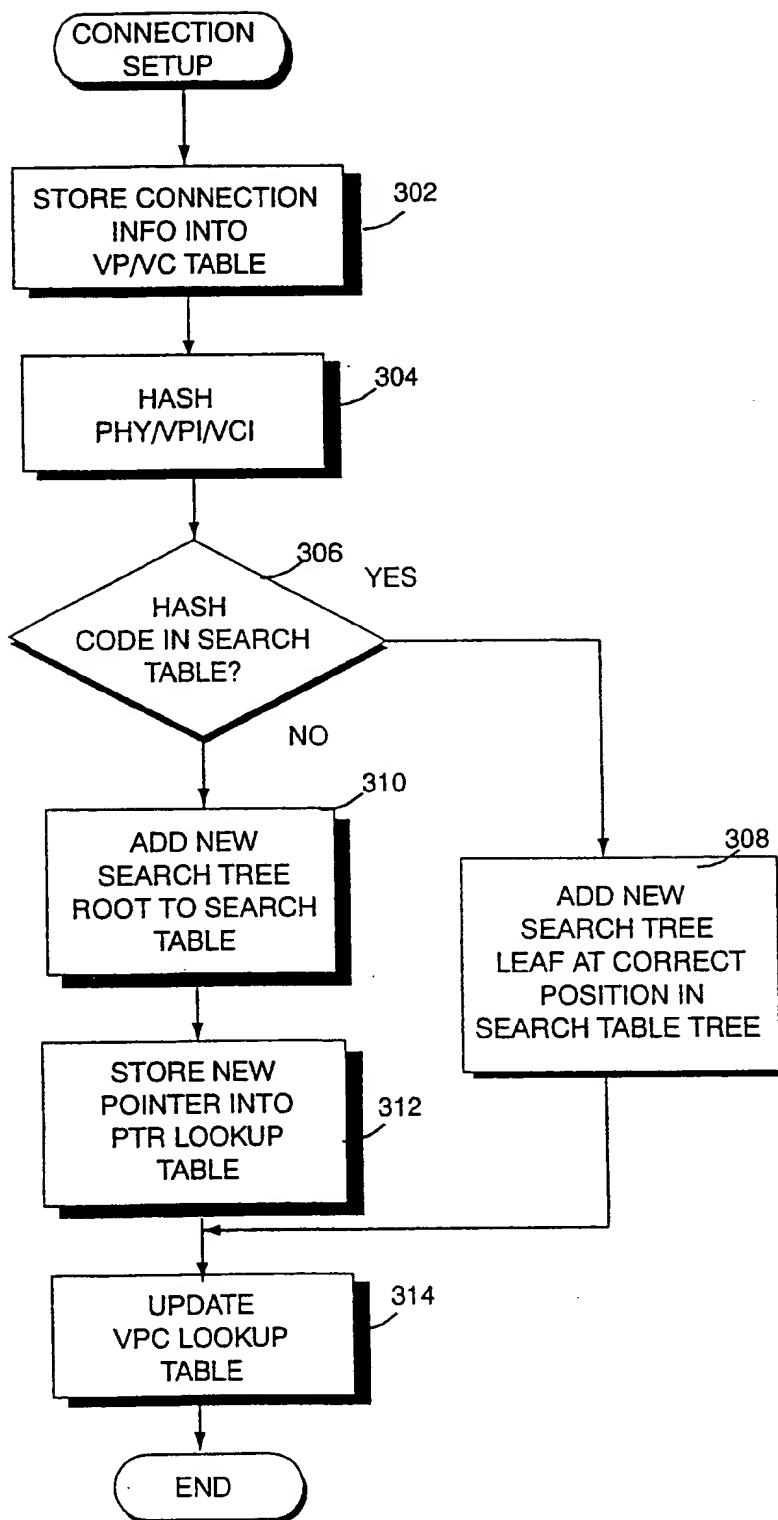 CONNECTION
SETUP
STORE CONNECTION
INFO INTO
VP/VC TABLE
302
HASH
PHY/VPI/VCI
304
306
YES
HASH
CODE IN SEARCH
TABLE?
NO
310
ADD NEW
SEARCH TREE
ROOT TO SEARCH
TABLE
308
ADD NEW
SEARCH TREE
LEAF AT CORRECT
POSITION IN
SEARCH TABLE TREE
STORE NEW
POINTER INTO
PTR LOOKUP
TABLE
312
UPDATE
VPC LOOKUP
TABLE
314
END